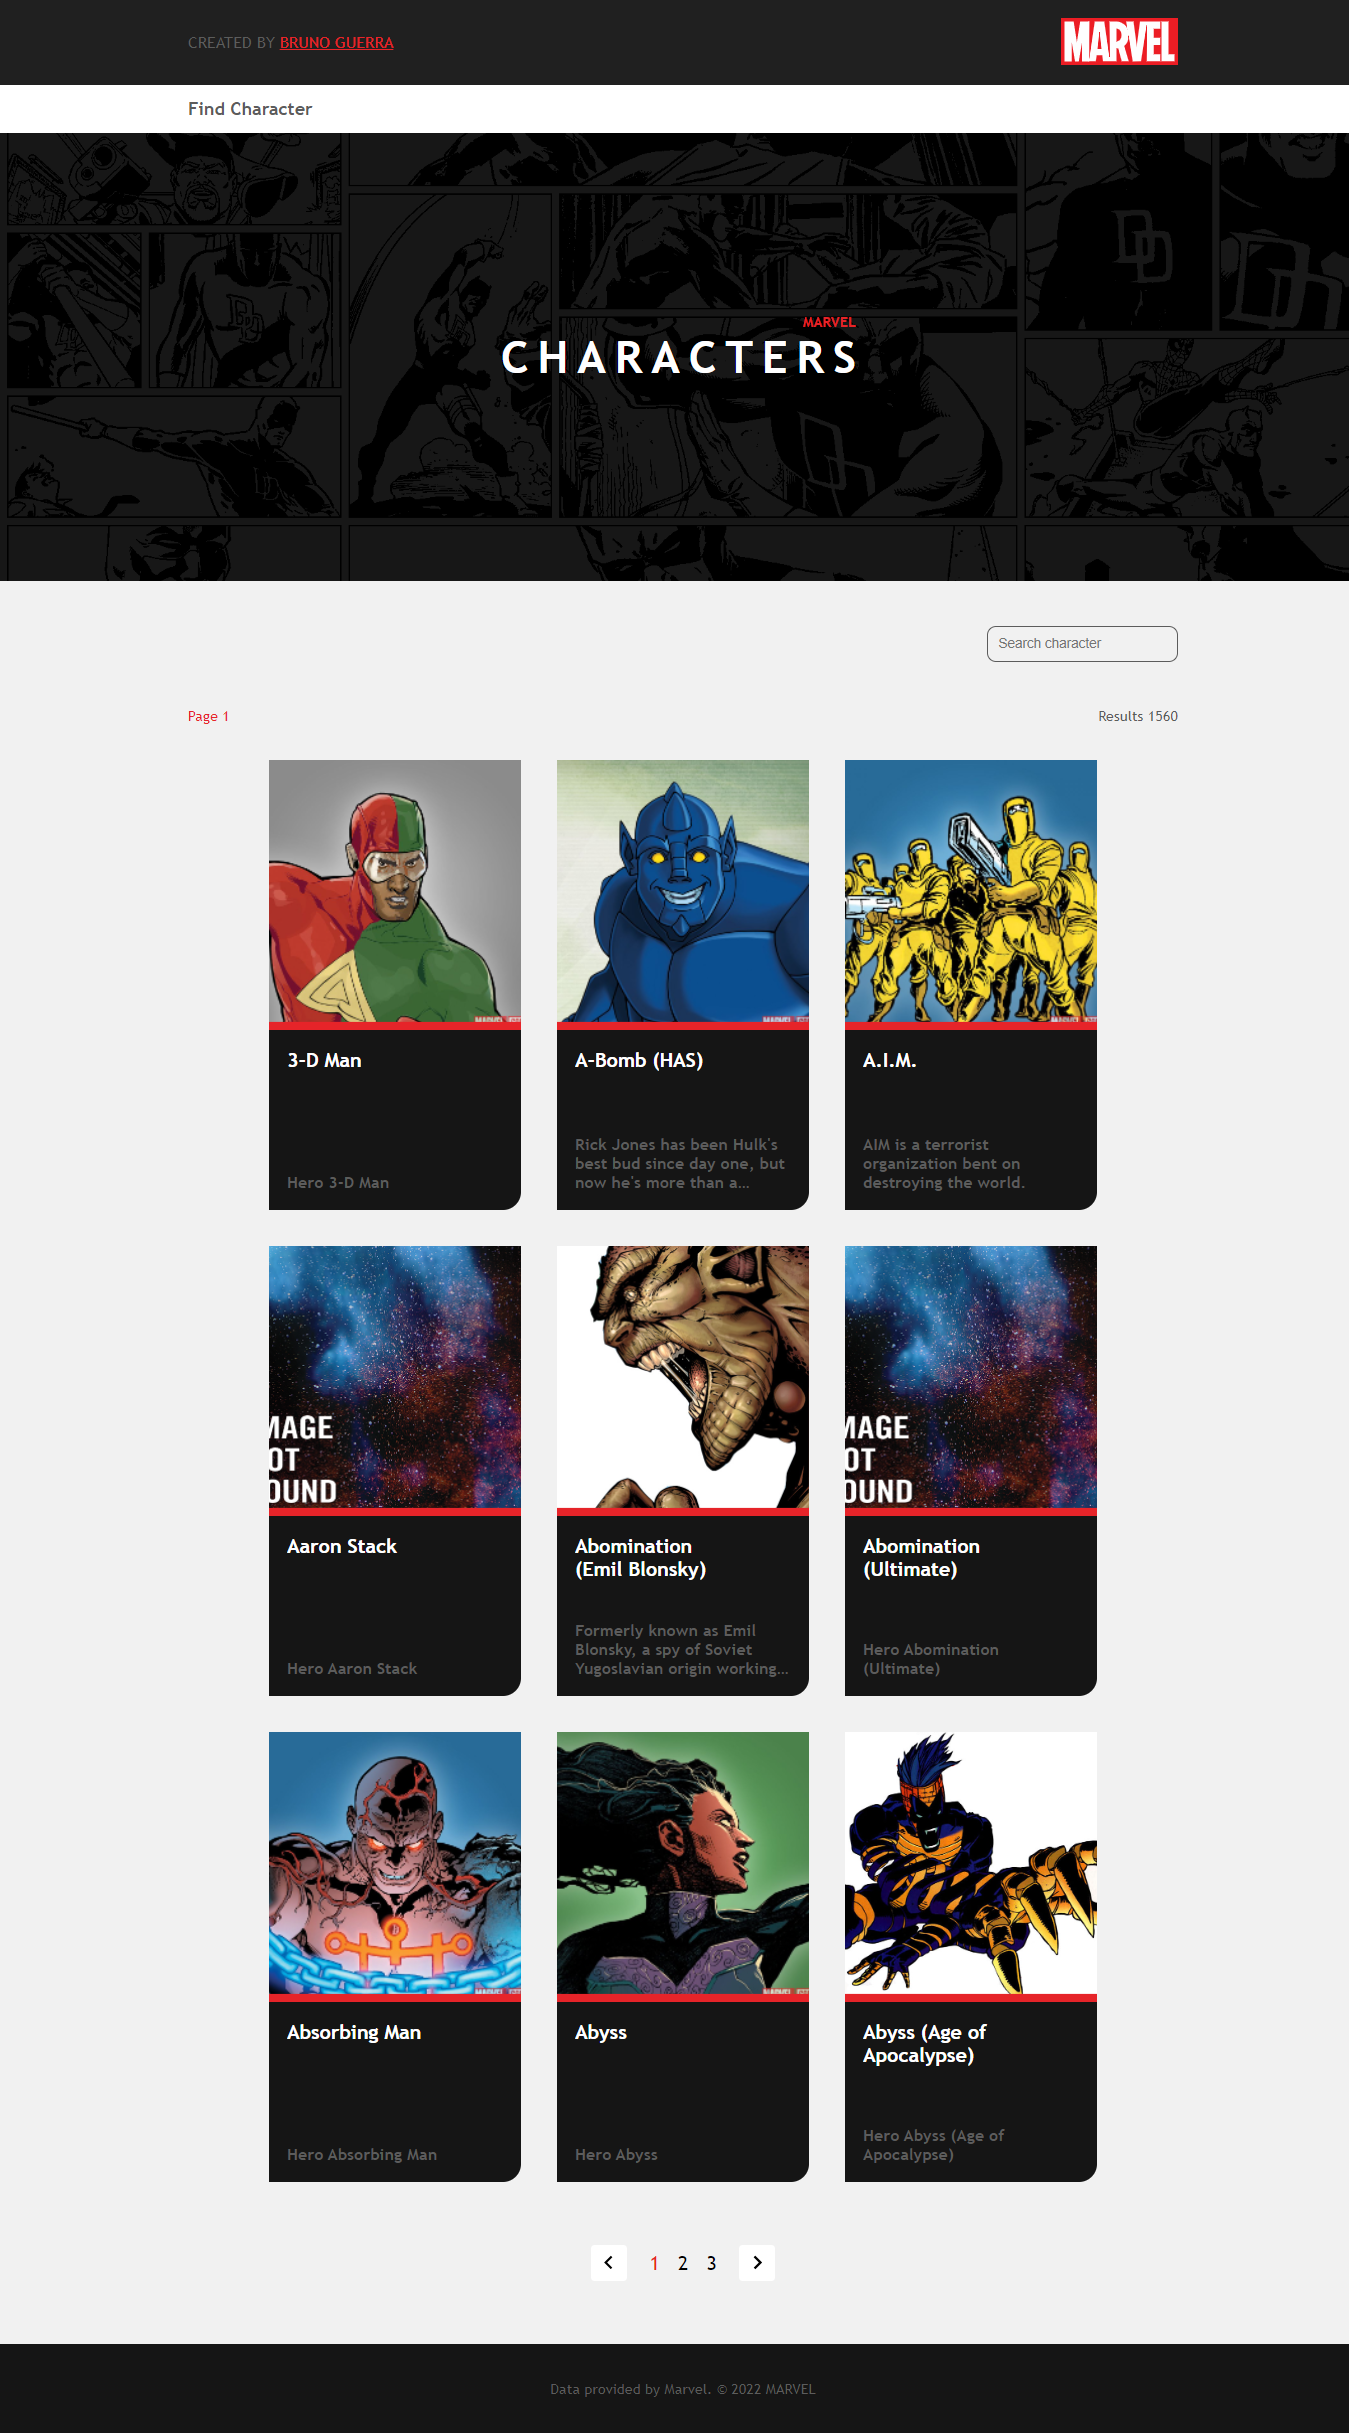 CREATED BY BRUNO GUERRA
MARVEL
Find Character
MARVEL
CHARACTERS
Search character
Page 1
Results 1560
3-D Man
Hero 3-D Man
A-Bomb (HAS)
Rick Jones has been Hulk's
best bud since day one, but
now he's more than a...
A.I.M.
AIM is a terrorist
organization bent on
destroying the world.
MAGE
OT
OUND
Aaron Stack
Hero Aaron Stack
Abomination
(Emil Blonsky)
Formerly known as Emil
Blonsky, a spy of Soviet
Yugoslavian origin working...
MAGE
OT
OUND
Abomination
(Ultimate)
Hero Abomination
(Ultimate)
Absorbing Man
Hero Absorbing Man
Abyss
Hero Abyss
Abyss (Age of
Apocalypse)
Hero Abyss (Age of
Apocalypse)
1 2 3
Data provided by Marvel. © 2022 MARVEL